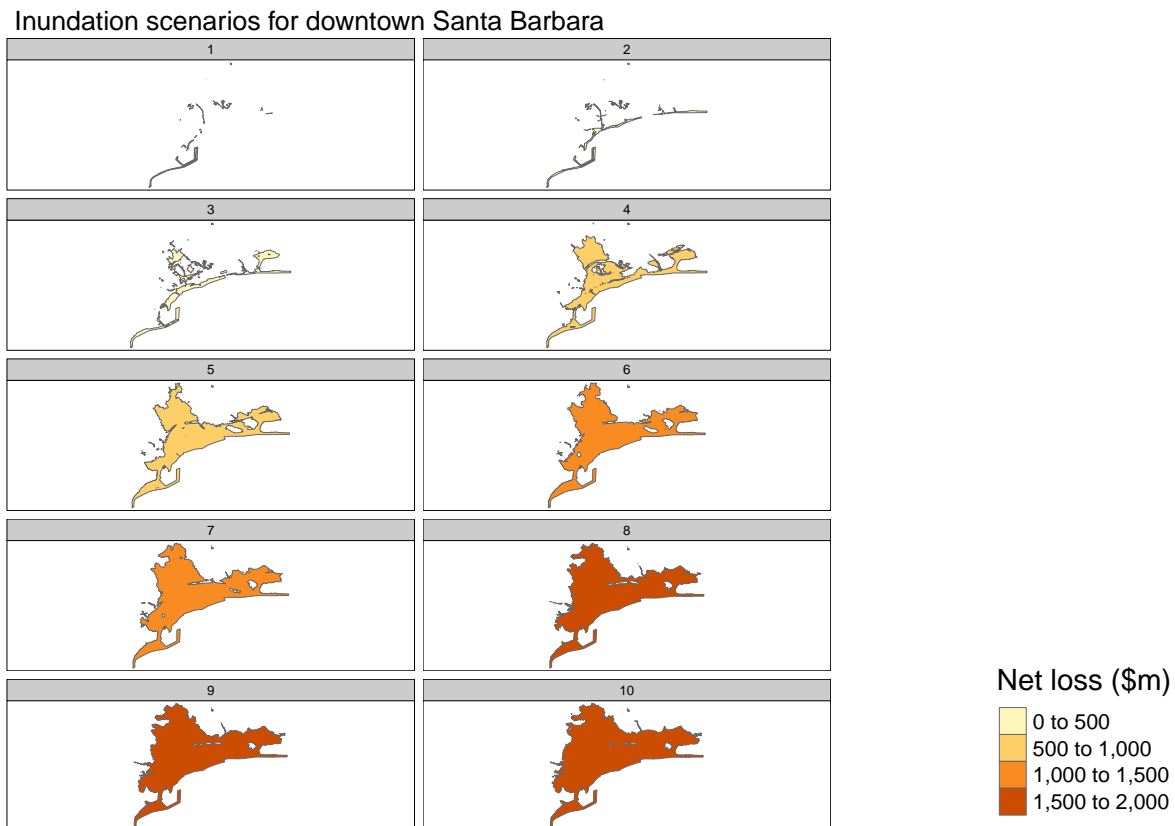 Inundation scenarios for downtown Santa Barbara
1
2
3
4
5
6
7
8
9
10
Net loss ($m)
0 to 500
500 to 1,000
1,000 to 1,500
1,500 to 2,000